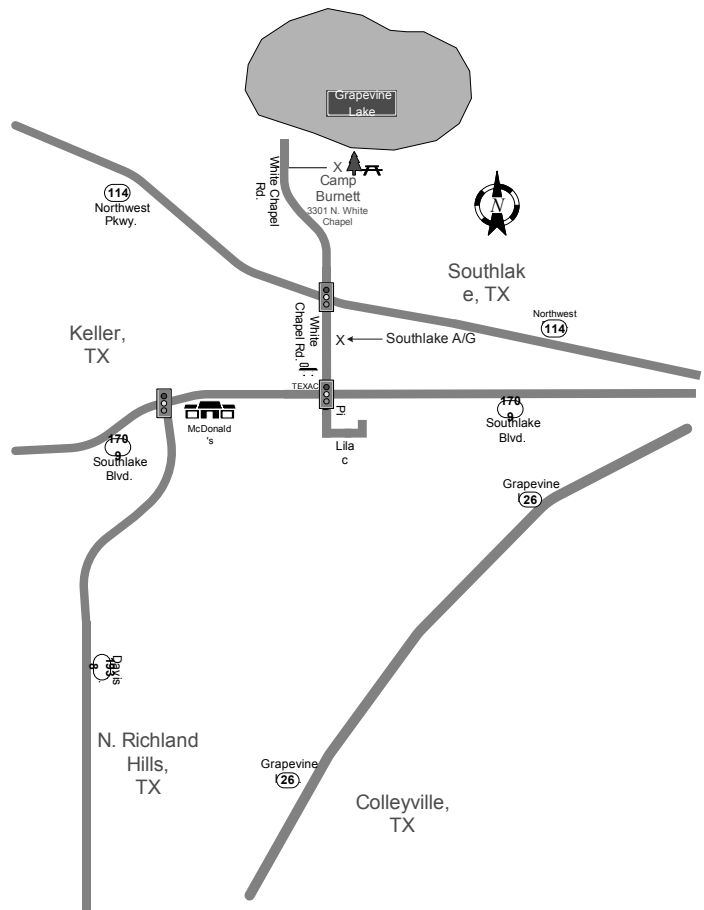 Grapevine
Lake
White Chapel
Rd.
X
Camp
Burnett
3301 N. White
Chapel
114
Northwest
Pkwy.
N
Southlak
e, TX
Northwest
114
Keller,
TX
White
Chapel Rd.
X
Southlake A/G
TEXAC
McDonald
's
Pi
Lila
c
170
9
Southlake
Blvd.
170
9
Southlake
Blvd.
Grapevine
26
Davis
193
8
N. Richland
Hills,
TX
Grapevine
26
Colleyville,
TX